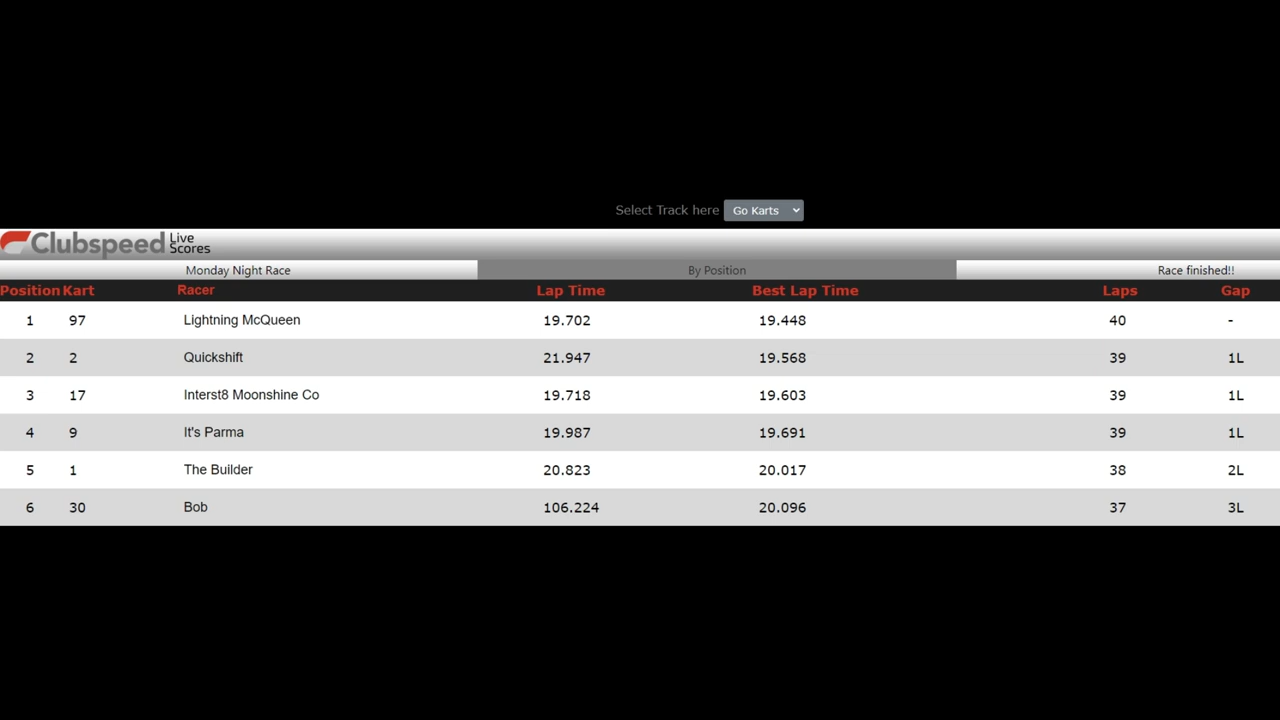 Select Track here Go Karts
Clubspeed Live Scores
Monday Night Race By Position Race finished!!
Position Kart Racer Lap Time Best Lap Time Laps Gap
1 97 Lightning McQueen 19.702 19.448 40 -
2 2 Quickshift 21.947 19.568 39 1L
3 17 Interst8 Moonshine Co 19.718 19.603 39 1L
4 9 It's Parma 19.987 19.691 39 1L
5 1 The Builder 20.823 20.017 38 2L
6 30 Bob 106.224 20.096 37 3L